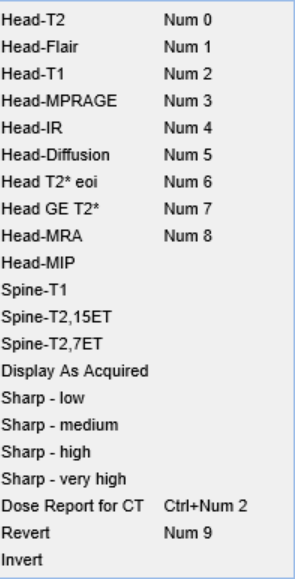 Head-T2 Num 0
Head-Flair Num 1
Head-T1 Num 2
Head-MPRAGE Num 3
Head-IR Num 4
Head-Diffusion Num 5
Head T2* eoi Num 6
Head GE T2* Num 7
Head-MRA Num 8
Head-MIP
Spine-T1
Spine-T2,15ET
Spine-T2,7ET
Display As Acquired
Sharp - low
Sharp - medium
Sharp - high
Sharp - very high
Dose Report for CT Ctrl+Num 2
Revert Num 9
Invert